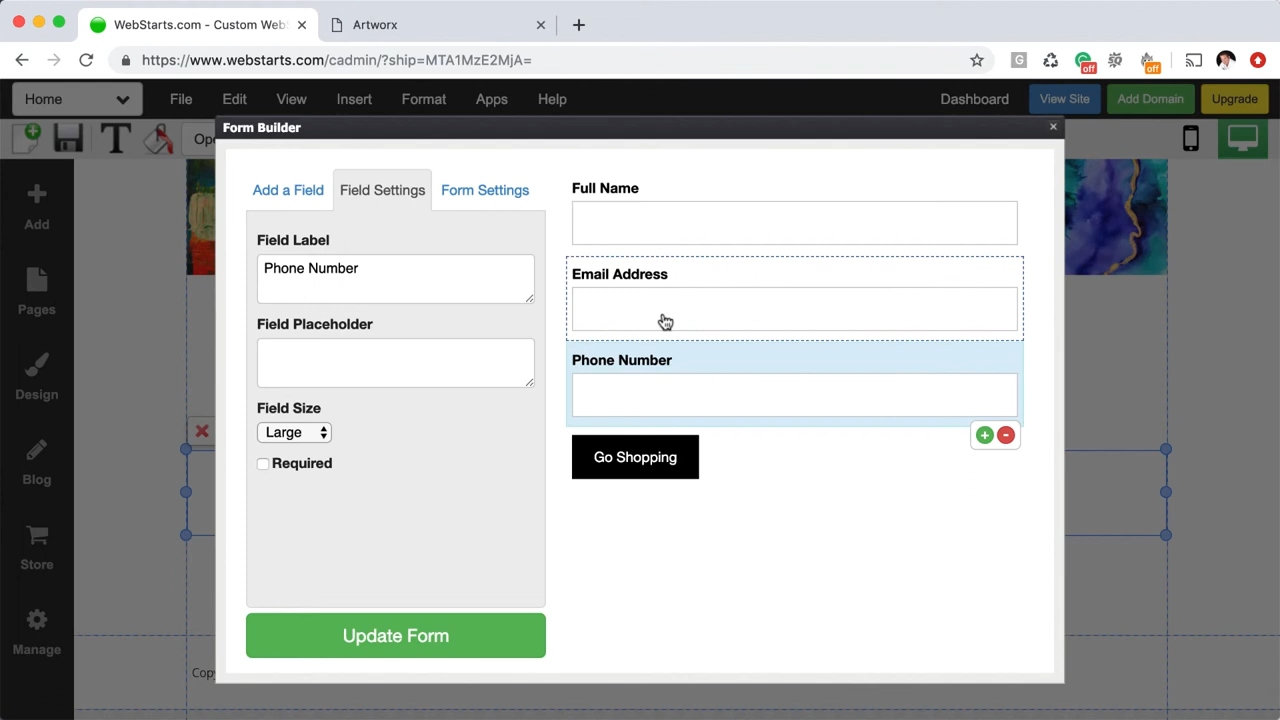 WebStarts.com - Custom Web
Artworx
https://www.webstarts.com/cadmin/?ship=MTA1MzE2MjA=
G
off
off
Home
File
Edit
View
Insert
Format
Apps
Help
Dashboard
View Site
Add Domain
Upgrade
Form Builder
T
Add
Pages
Design
Blog
Store
Manage
Add a Field
Field Settings
Form Settings
Field Label
Phone Number
Field Placeholder
Field Size
Large
Required
Update Form
Full Name
Email Address
Phone Number
Go Shopping